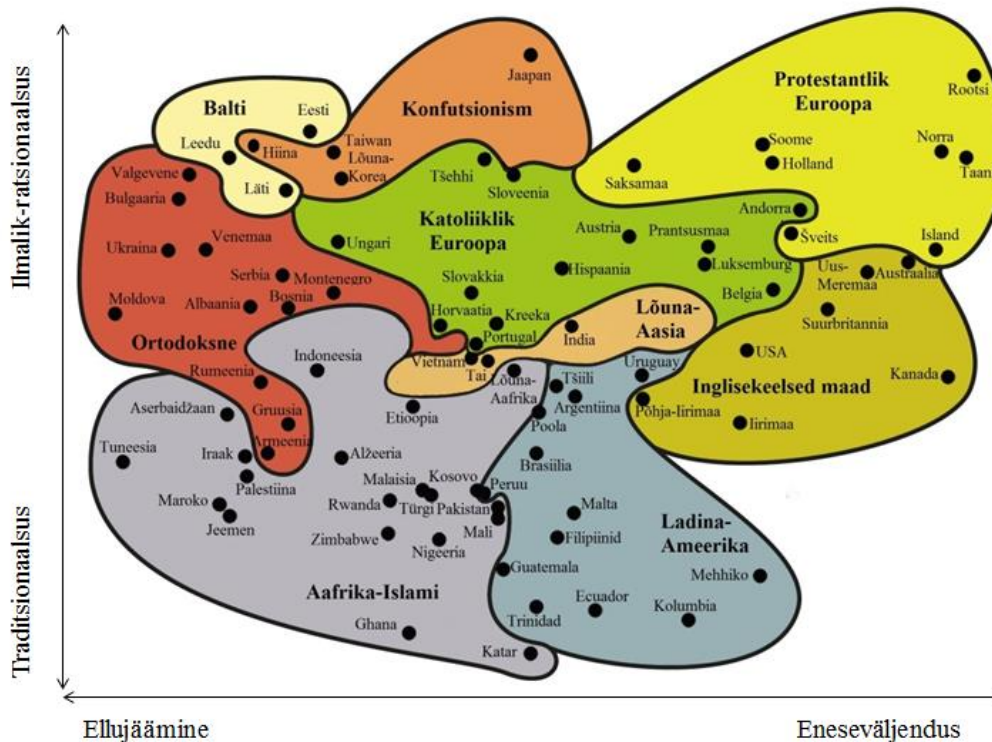 Ilmalik-ratsionaalsus
Traditsionaalsus
Ellujäämine
Eneseväljendus
Balti
Eesti
Leedu
Läti
Konfutsionism
Jaapan
Hiina
Taiwan
Lõuna-
Korea
Protestantlik
Euroopa
Rootsi
Soome
Norra
Holland
Taani
Saksamaa
Šveits
Island
Katoliiklik
Euroopa
Tšehhi
Sloveenia
Andorra
Austria
Prantsusmaa
Ungari
Hispaania
Luksemburg
Slovakkia
Belgia
Horvaatia
Kreeka
Portugal
Ortodoksne
Valgevene
Bulgaaria
Ukraina
Venemaa
Serbia
Montenegro
Moldova
Albaania
Bosnia
Rumeenia
Gruusia
Armeenia
Lõuna-
Aasia
India
Vietnam
Tai
Inglisekeelsed maad
Uus-
Meremaa
Austraalia
Suurbritannia
USA
Kanada
Põhja-Iirimaa
Iirimaa
Ladina-
Ameerika
Uruguay
Tšiili
Argentiina
Poola
Brasiilia
Peruu
Malta
Filipiinid
Guatemala
Mehhiko
Trinidad
Ecuador
Kolumbia
Aafrika-Islami
Indoneesia
Lõuna-
Aafrika
Etioopia
Aserbaidžaan
Tuneesia
Iraak
Alžeeria
Palestiina
Malaisia
Kosovo
Maroko
Rwanda
Türgi
Pakistan
Jeemen
Mali
Zimbabwe
Nigeeria
Ghana
Katar